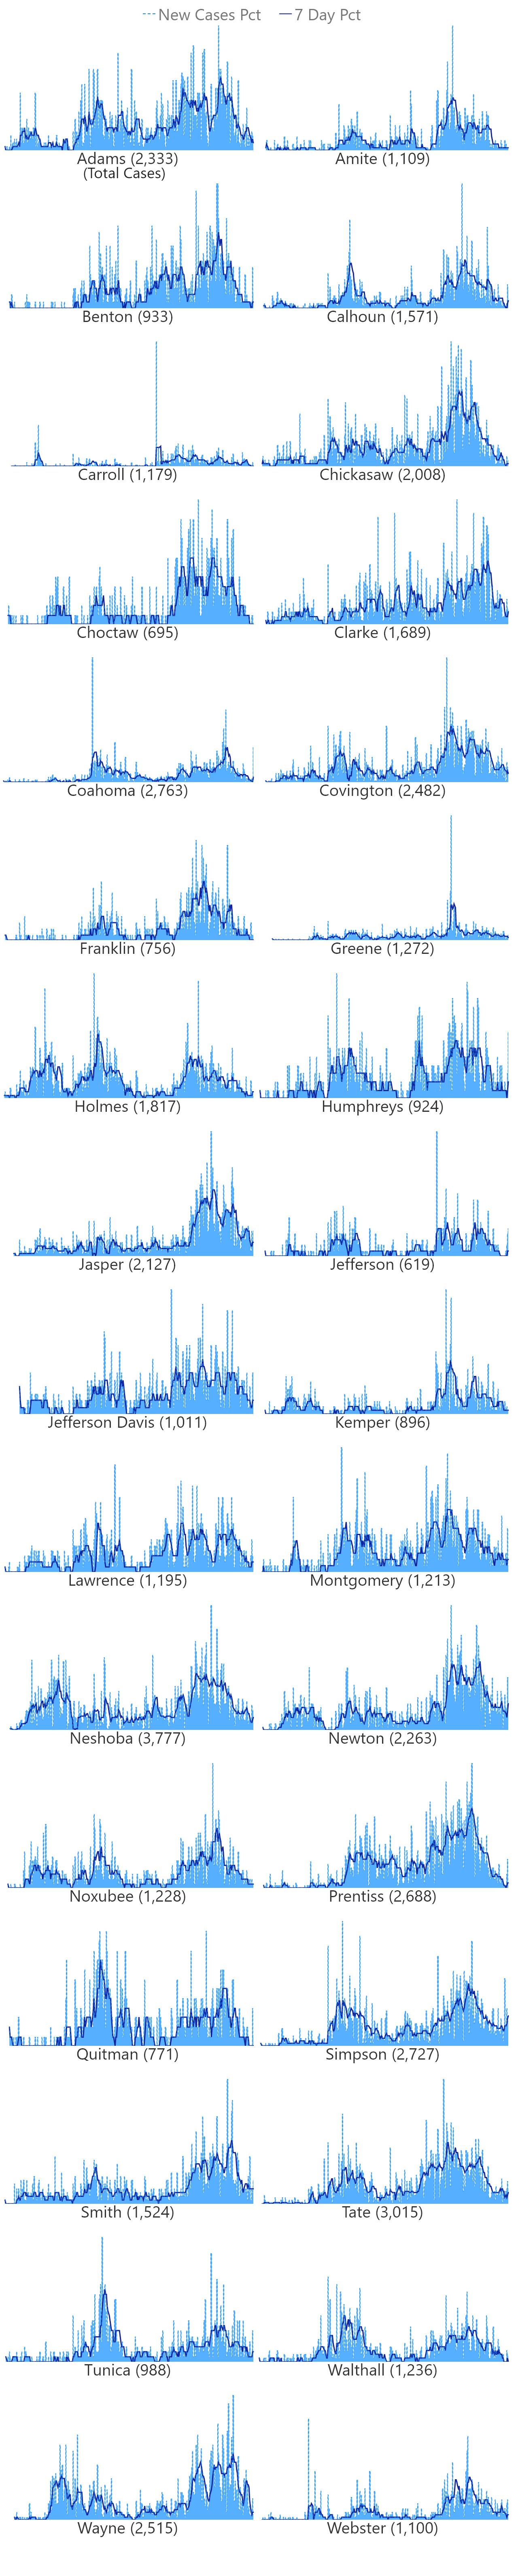 New Cases Pct 7 Day Pct
Adams (2,333) Amite (1,109)
(Total Cases)
Benton (933) Calhoun (1,571)
Carroll (1,179) Chickasaw (2,008)
Choctaw (695) Clarke (1,689)
Coahoma (2,763) Covington (2,482)
Franklin (756) Greene (1,272)
Holmes (1,817) Humphreys (924)
Jasper (2,127) Jefferson (619)
Jefferson Davis (1,011) Kemper (896)
Lawrence (1,195) Montgomery (1,213)
Neshoba (3,777) Newton (2,263)
Noxubee (1,228) Prentiss (2,688)
Quitman (771) Simpson (2,727)
Smith (1,524) Tate (3,015)
Tunica (988) Walthall (1,236)
Wayne (2,515) Webster (1,100)